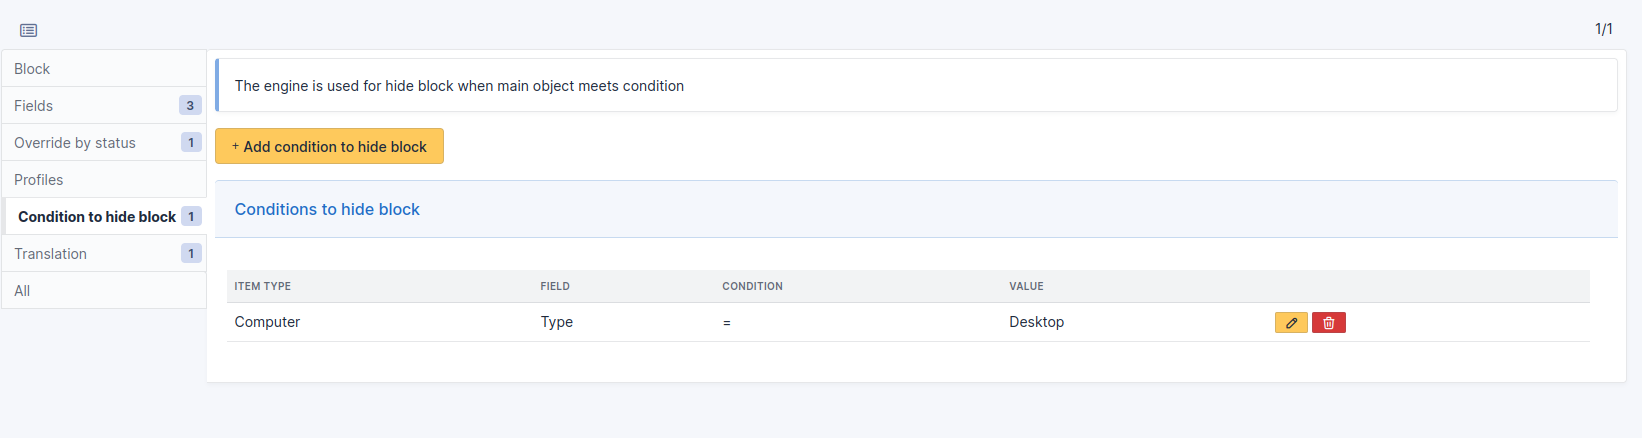 1/1
Block
Fields 3
Override by status 1
Profiles
Condition to hide block 1
Translation 1
All
The engine is used for hide block when main object meets condition
+ Add condition to hide block
Conditions to hide block
ITEM TYPE FIELD CONDITION VALUE
Computer Type = Desktop